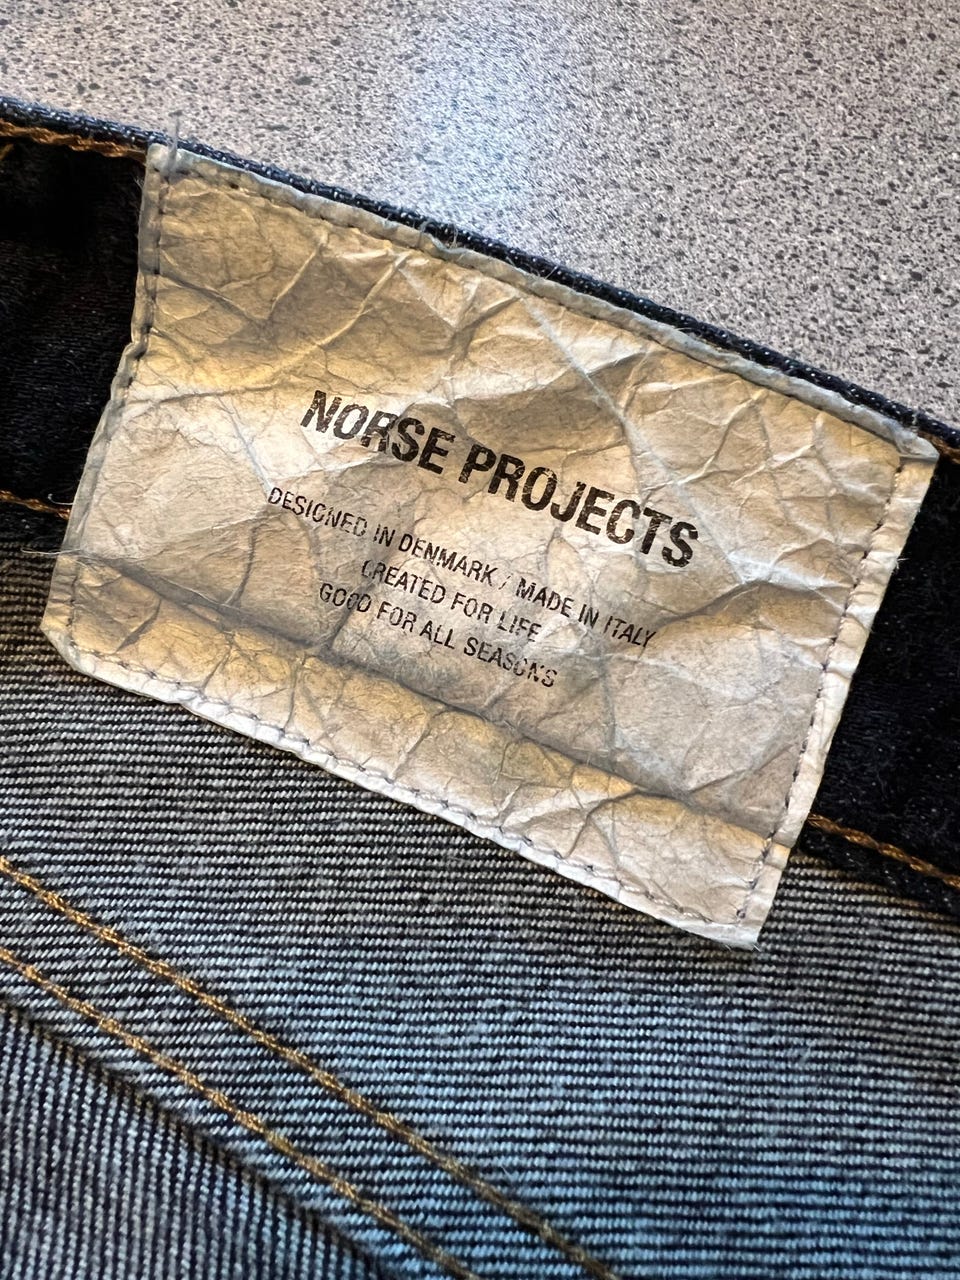 NORSE PROJECTS
DESIGNED IN DENMARK / MADE IN ITALY
CREATED FOR LIFE
GOOD FOR ALL SEASONS